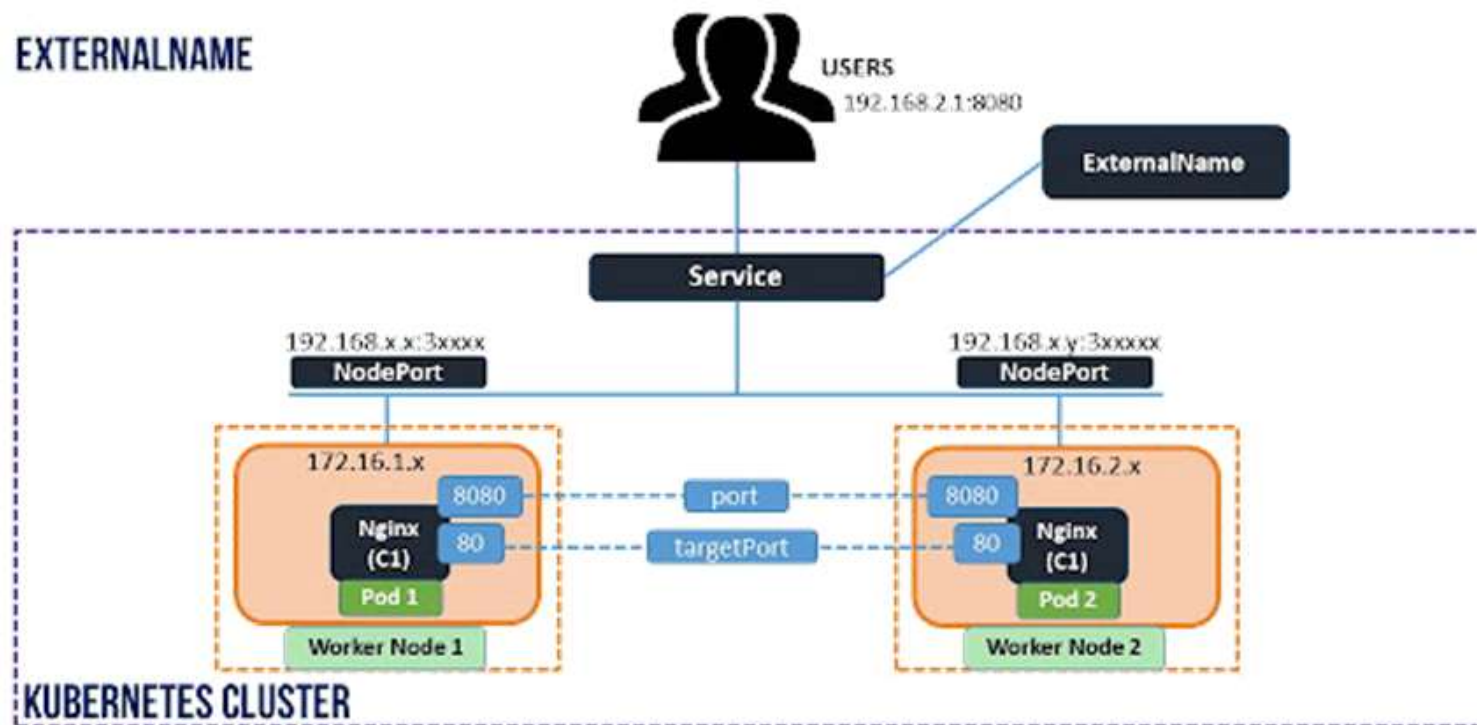 EXTERNALNAME
USERS
192.168.2.1:8080
ExternalName
Service
192.168.x.x:3xxxx
NodePort
192.168.x.y:3xxxxx
NodePort
172.16.1.x
172.16.2.x
8080
port
8080
Nginx
(C1)
80
targetPort
80
Nginx
(C1)
Pod 1
Pod 2
Worker Node 1
Worker Node 2
KUBERNETES CLUSTER